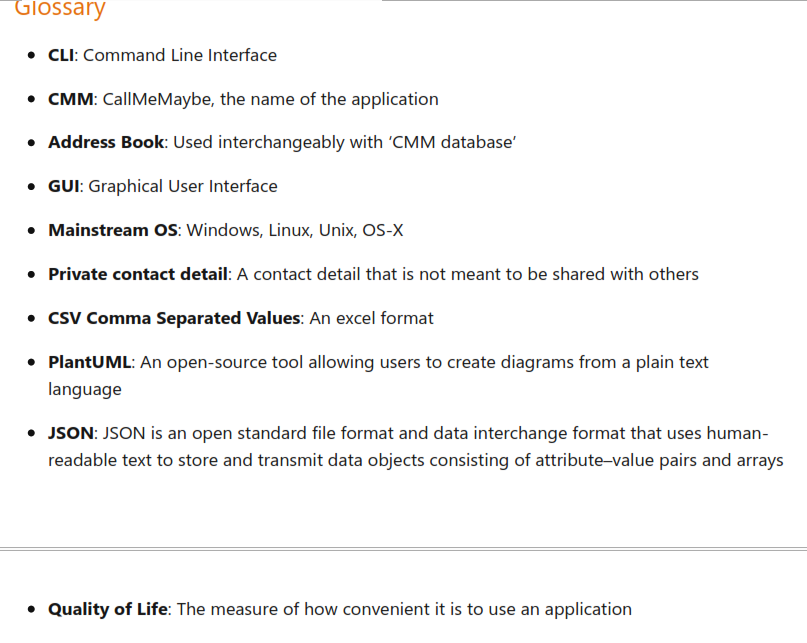 Glossary
CLI: Command Line Interface
CMM: CallMeMaybe, the name of the application
Address Book: Used interchangeably with ‘CMM database’
GUI: Graphical User Interface
Mainstream OS: Windows, Linux, Unix, OS-X
Private contact detail: A contact detail that is not meant to be shared with others
CSV Comma Separated Values: An excel format
PlantUML: An open-source tool allowing users to create diagrams from a plain text
language
JSON: JSON is an open standard file format and data interchange format that uses human-
readable text to store and transmit data objects consisting of attribute–value pairs and arrays
Quality of Life: The measure of how convenient it is to use an application